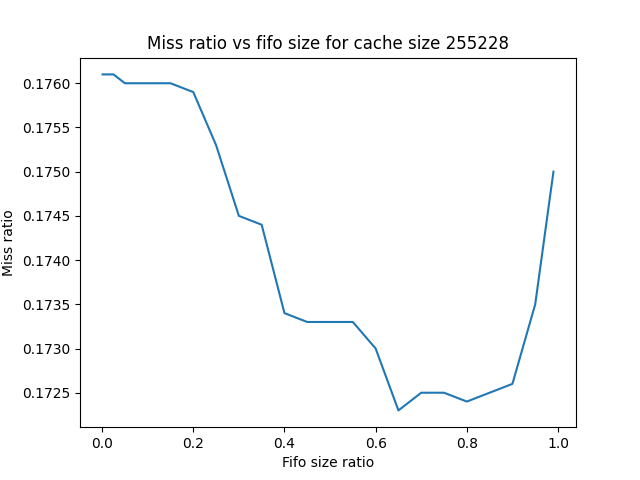 Miss ratio vs fifo size for cache size 255228
0.1760
0.1755
0.1750
0.1745
0.1740
0.1735
0.1730
0.1725
Miss ratio
0.0 0.2 0.4 0.6 0.8 1.0
Fifo size ratio